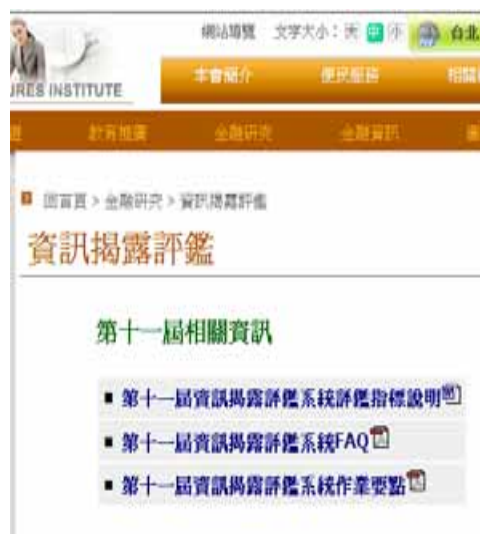 網站導覽 文字大小：大 中 小 台北
URES INSTITUTE
本會簡介 便民服務 相關
教育推廣 金融研究 金融資訊
回首頁 > 金融研究 > 資訊揭露評鑑
資訊揭露評鑑
第十一屆相關資訊
第十一屆資訊揭露評鑑系統評鑑指標說明
第十一屆資訊揭露評鑑系統FAQ
第十一屆資訊揭露評鑑系統作業要點